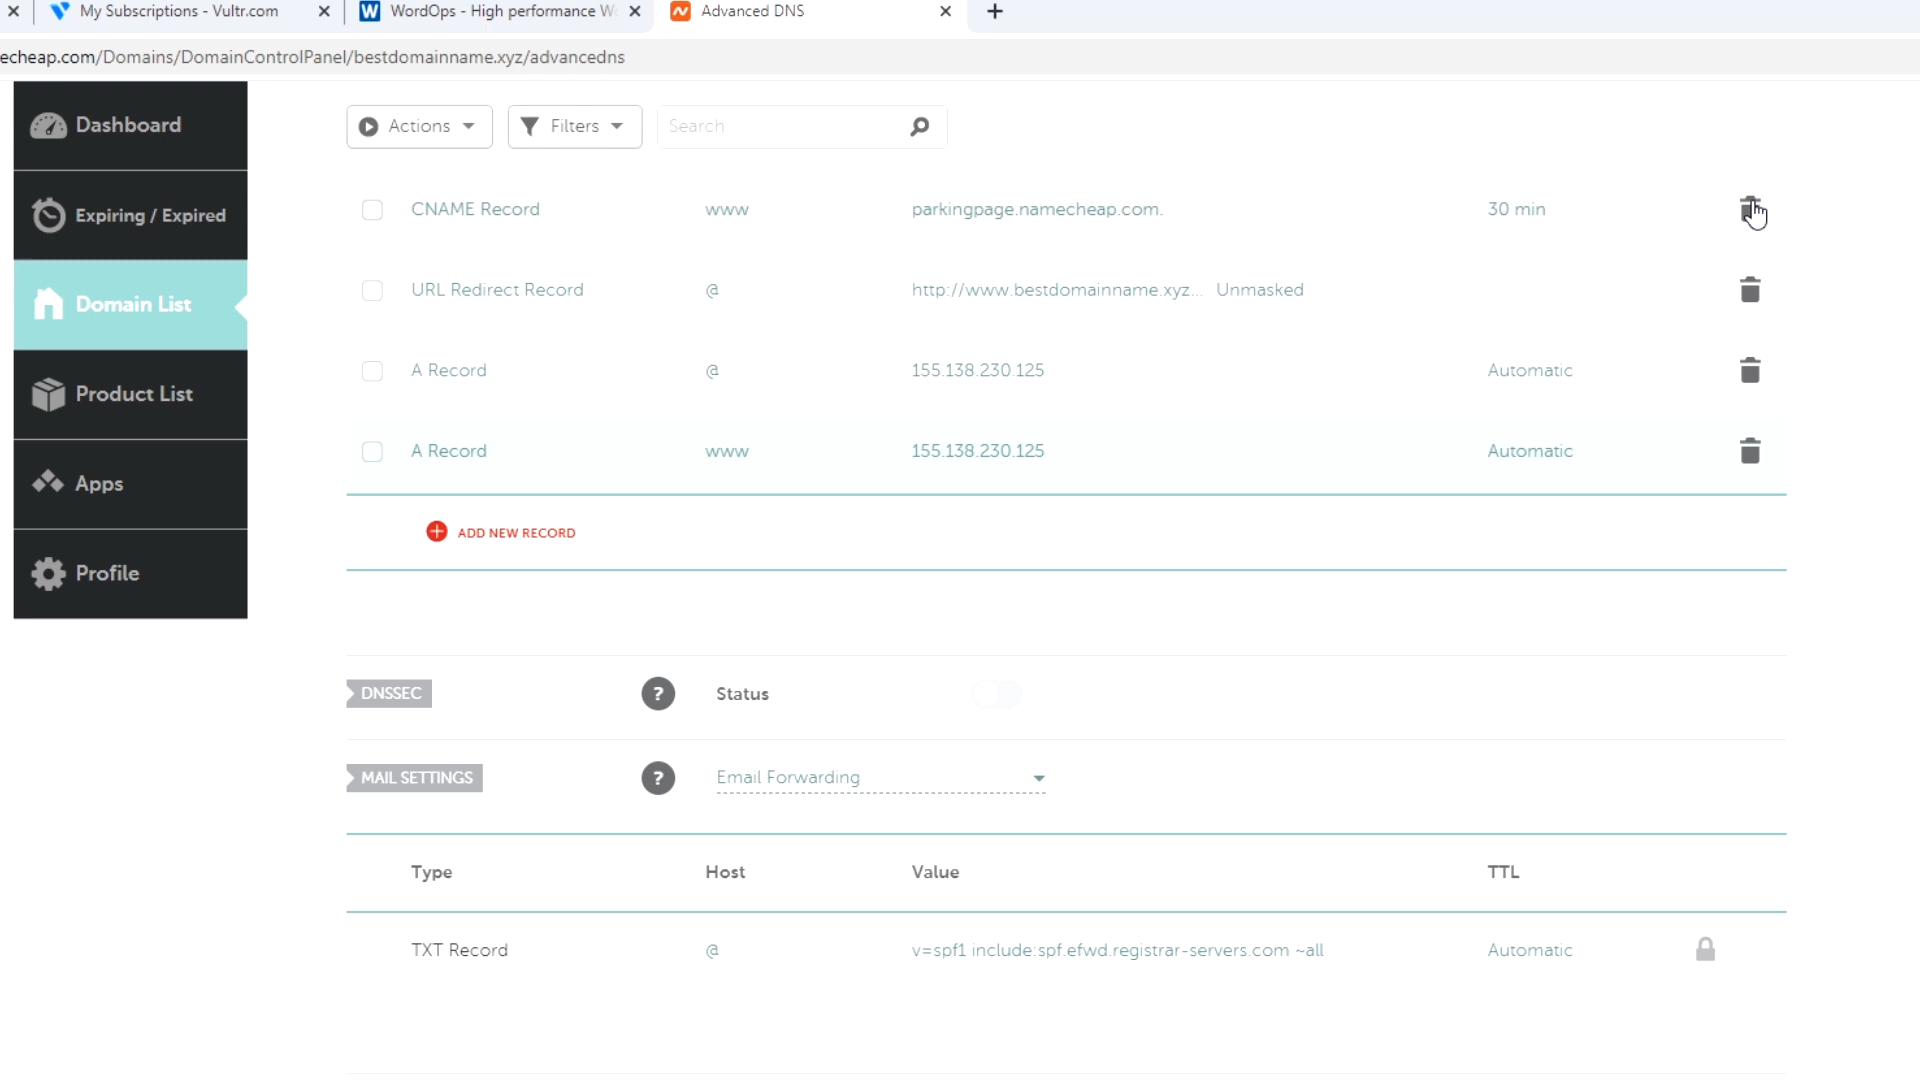 My Subscriptions - Vultr.com
WordOps - High performance W
Advanced DNS
echeap.com/Domains/DomainControlPanel/bestdomainname.xyz/advancedns
Dashboard
Expiring / Expired
Domain List
Product List
Apps
Profile
Actions Filters Search
CNAME Record www parkingpage.namecheap.com. 30 min
URL Redirect Record @ http://www.bestdomainname.xyz... Unmasked
A Record @ 155.138.230.125 Automatic
A Record www 155.138.230.125 Automatic
ADD NEW RECORD
DNSSEC ? Status
MAIL SETTINGS ? Email Forwarding
Type Host Value TTL
TXT Record @ v=spf1 include:spf.efwd.registrar-servers.com ~all Automatic